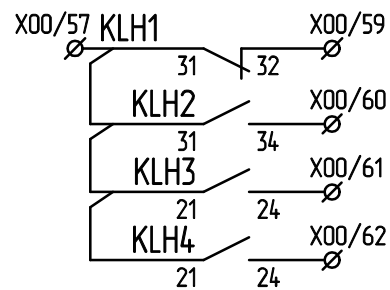 X00/57 KLH1 X00/59
31 32
KLH2 X00/60
31 34
KLH3 X00/61
21 24
KLH4 X00/62
21 24